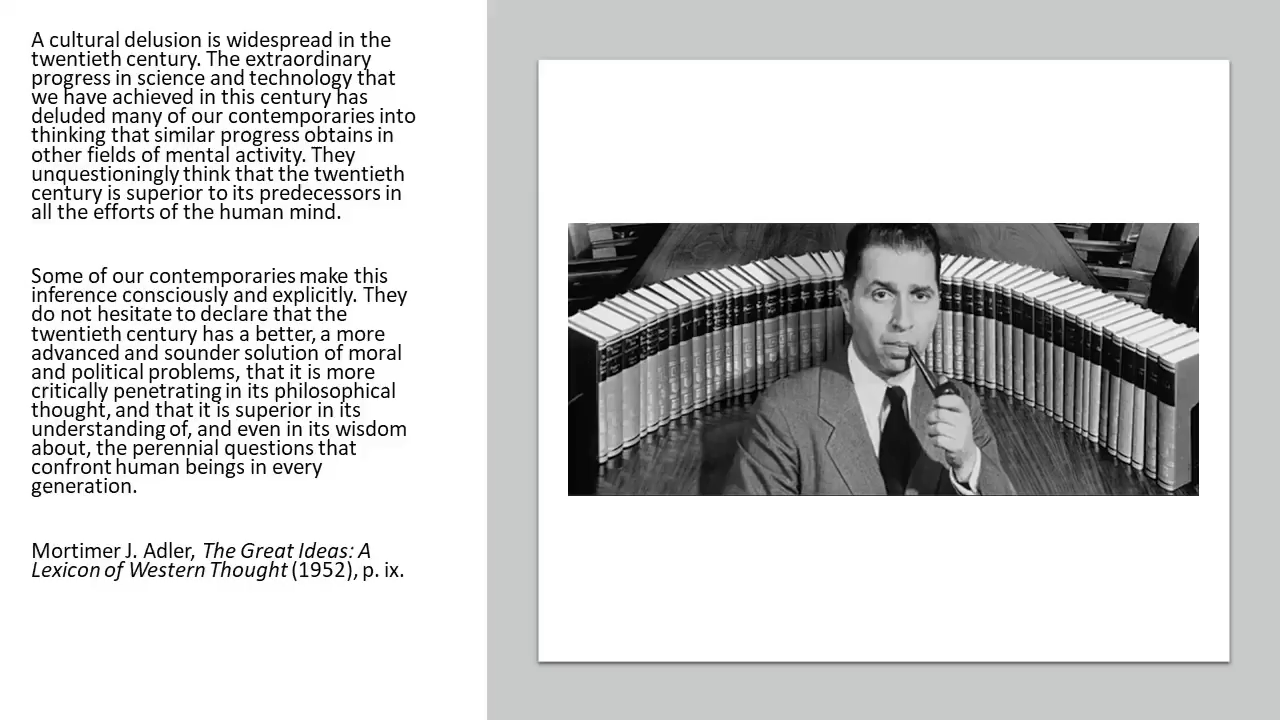 A cultural delusion is widespread in the
twentieth century. The extraordinary
progress in science and technology that
we have achieved in this century has
deluded many of our contemporaries into
thinking that similar progress obtains in
other fields of mental activity. They
unquestioningly think that the twentieth
century is superior to its predecessors in
all the efforts of the human mind.
Some of our contemporaries make this
inference consciously and explicitly. They
do not hesitate to declare that the
twentieth century has a better, a more
advanced and sounder solution of moral
and political problems, that it is more
critically penetrating in its philosophical
thought, and that it is superior in its
understanding of, and even in its wisdom
about, the perennial questions that
confront human beings in every
generation.
Mortimer J. Adler, The Great Ideas: A
Lexicon of Western Thought (1952), p. ix.